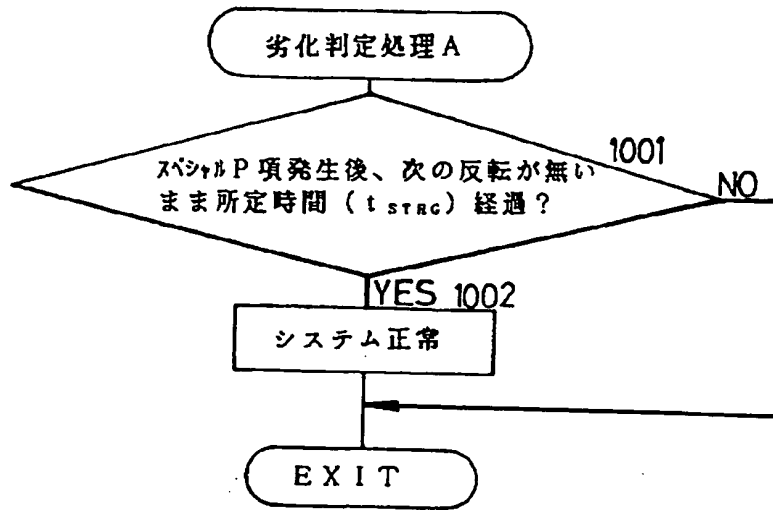 劣化判定処理A
1001
スペシャルP項発生後、次の反転が無い
まま所定時間(tSTRG)経過?
NO
YES 1002
システム正常
EXIT